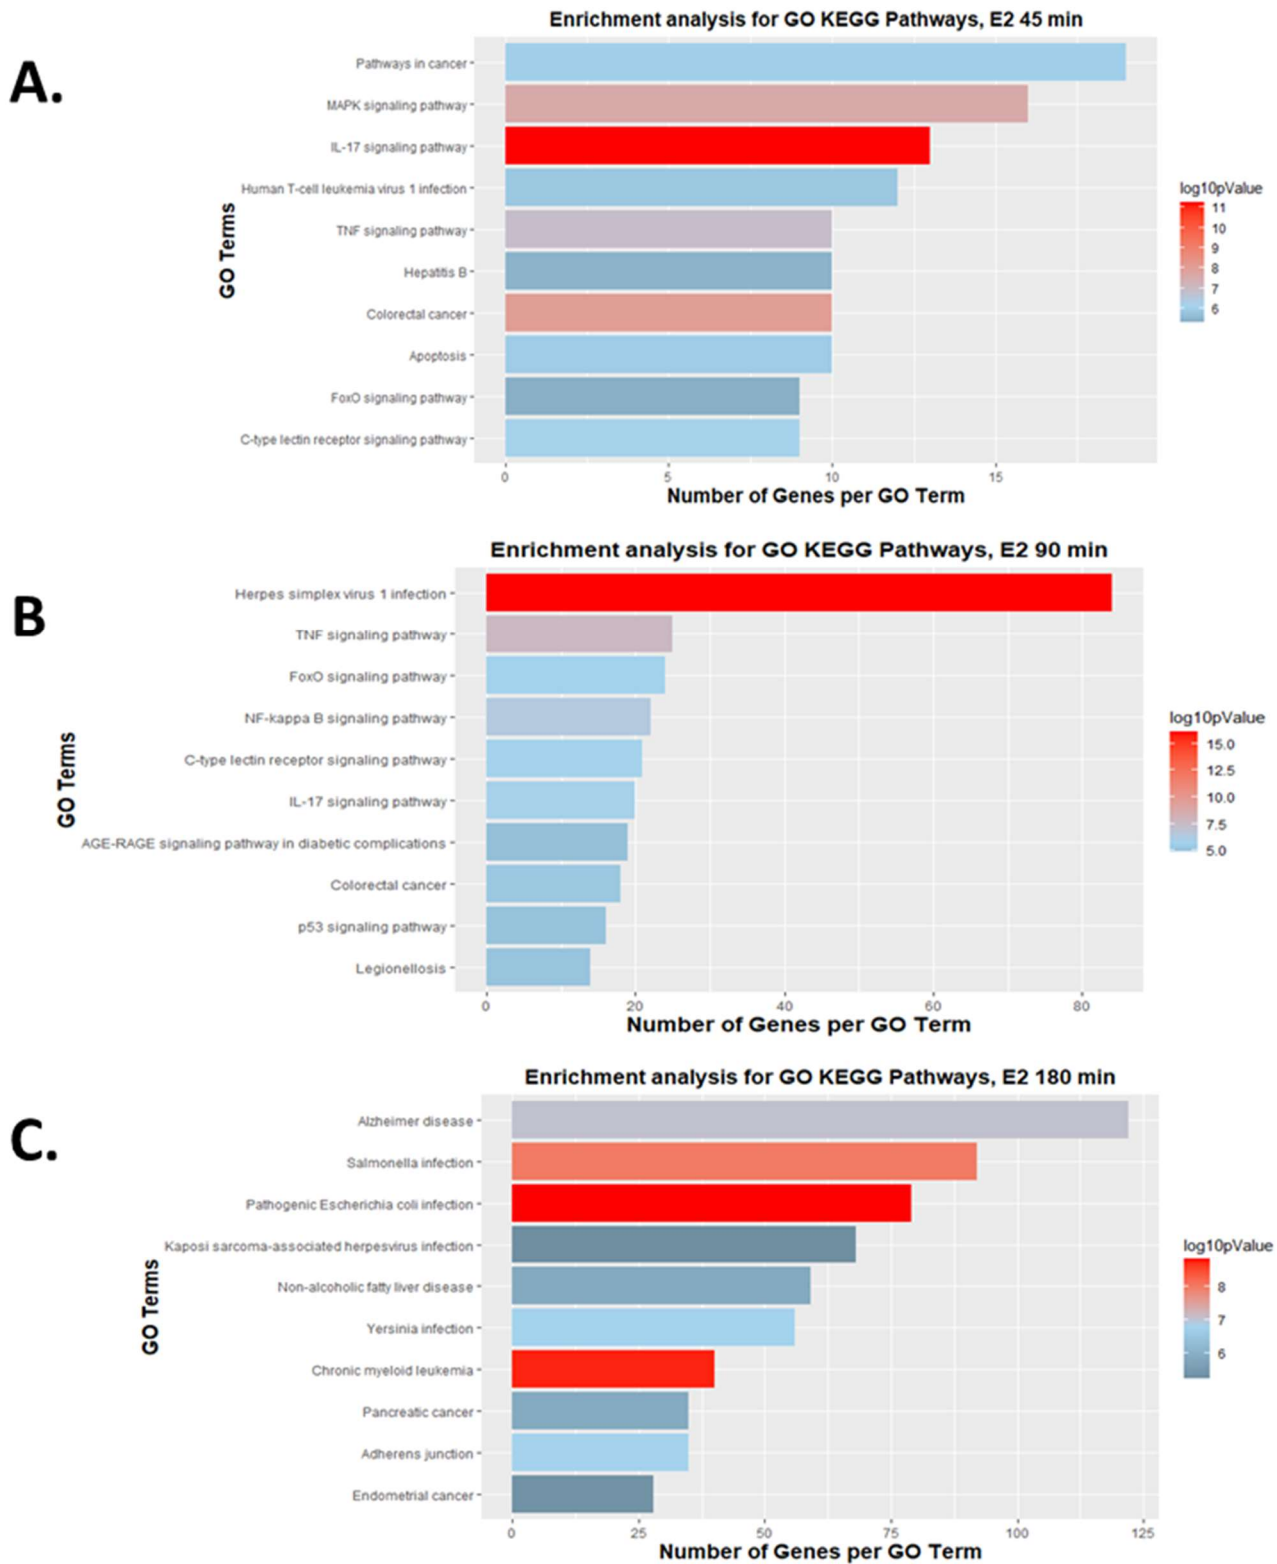 Enrichment analysis for GO KEGG Pathways, E2 45 min
A.
Pathways in cancer
MAPK signaling pathway
IL-17 signaling pathway
Human T-cell leukemia virus 1 infection
TNF signaling pathway
Hepatitis B
Colorectal cancer
Apoptosis
FoxO signaling pathway
C-type lectin receptor signaling pathway
GO Terms
0 5 10 15
Number of Genes per GO Term
log10pValue
11
10
9
8
7
6
Enrichment analysis for GO KEGG Pathways, E2 90 min
B
Herpes simplex virus 1 infection
TNF signaling pathway
FoxO signaling pathway
NF-kappa B signaling pathway
C-type lectin receptor signaling pathway
IL-17 signaling pathway
AGE-RAGE signaling pathway in diabetic complications
Colorectal cancer
p53 signaling pathway
Legionellosis
GO Terms
0 20 40 60 80
Number of Genes per GO Term
log10pValue
15.0
12.5
10.0
7.5
5.0
Enrichment analysis for GO KEGG Pathways, E2 180 min
C.
Alzheimer disease
Salmonella infection
Pathogenic Escherichia coli infection
Kaposi sarcoma-associated herpesvirus infection
Non-alcoholic fatty liver disease
Yersinia infection
Chronic myeloid leukemia
Pancreatic cancer
Adherens junction
Endometrial cancer
GO Terms
0 25 50 75 100 125
Number of Genes per GO Term
log10pValue
8
7
6